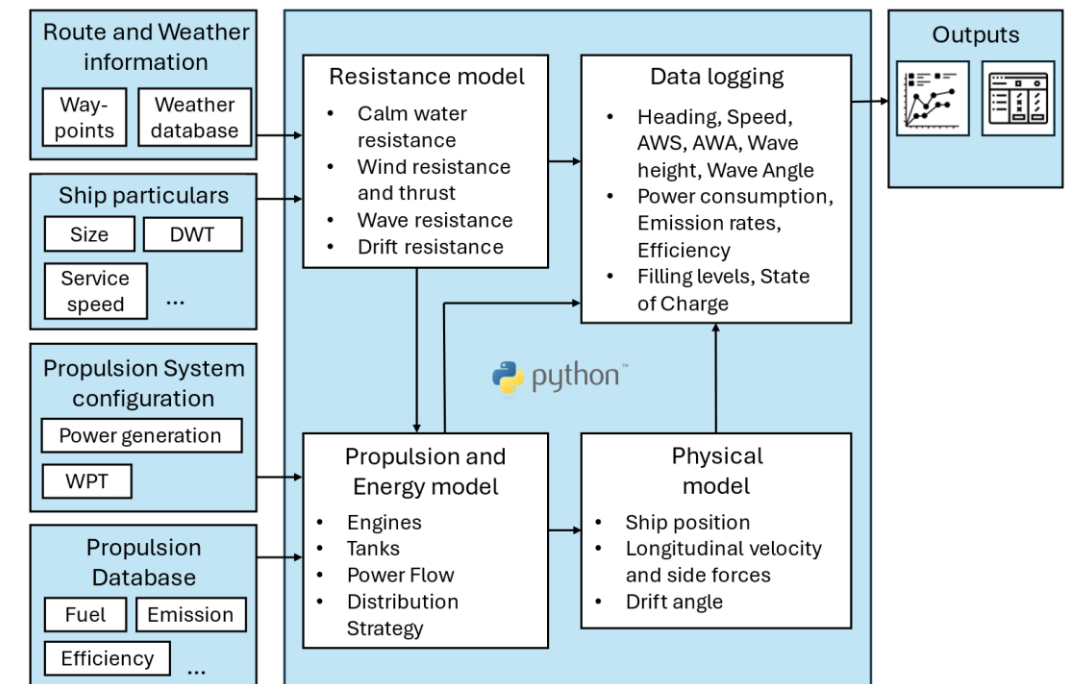 Route and Weather
information
Way-
points
Weather
database
Ship particulars
Size
DWT
Service
speed
...
Propulsion System
configuration
Power generation
WPT
Propulsion
Database
Fuel
Emission
Efficiency
...
Resistance model
• Calm water
resistance
• Wind resistance
and thrust
• Wave resistance
• Drift resistance
Data logging
• Heading, Speed,
AWS, AWA, Wave
height, Wave Angle
• Power consumption,
Emission rates,
Efficiency
• Filling levels, State
of Charge
python™
Propulsion and
Energy model
• Engines
• Tanks
• Power Flow
• Distribution
Strategy
Physical
model
• Ship position
• Longitudinal velocity
and side forces
• Drift angle
Outputs